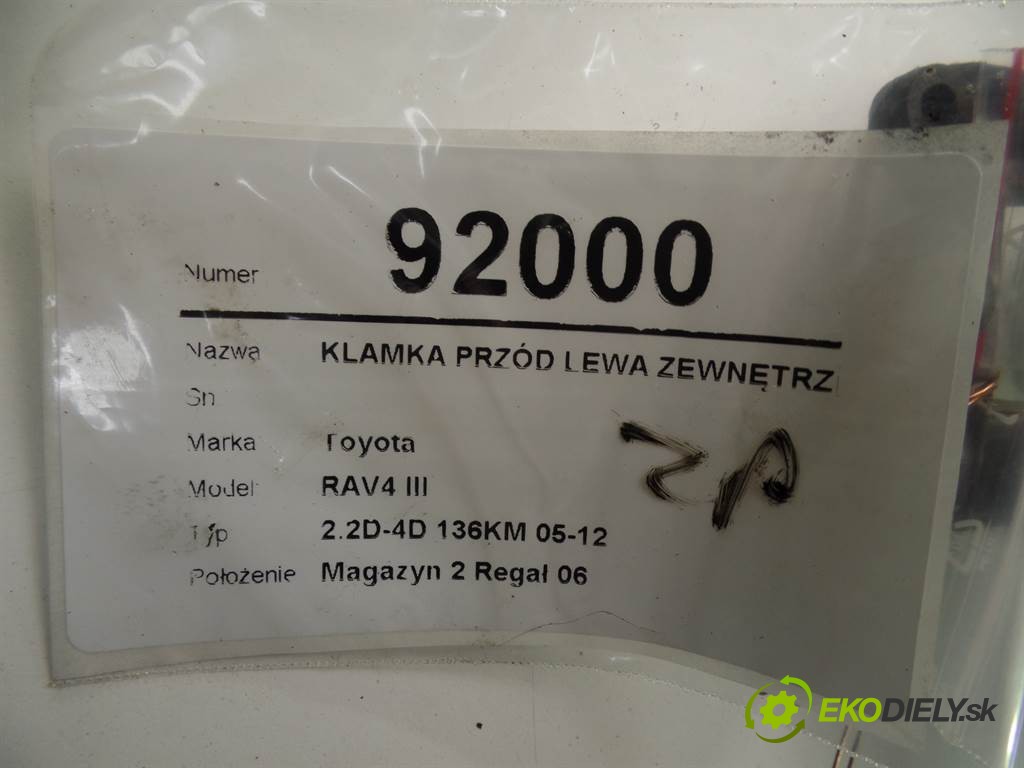 Numer 92000
Nazwa KLAMKA PRZÓD LEWA ZEWNĘTRZ
Sn
Marka Toyota
Model RAV4 III
Typ 2.2D-4D 136KM 05-12
Położenie Magazyn 2 Regał 06
EKODIELY.sk